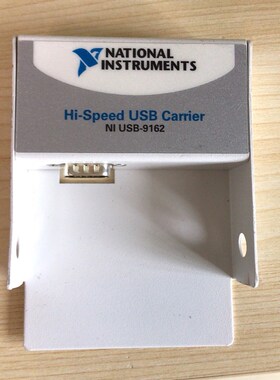 NATIONAL
INSTRUMENTS
Hi-Speed USB Carrier
NI USB-9162